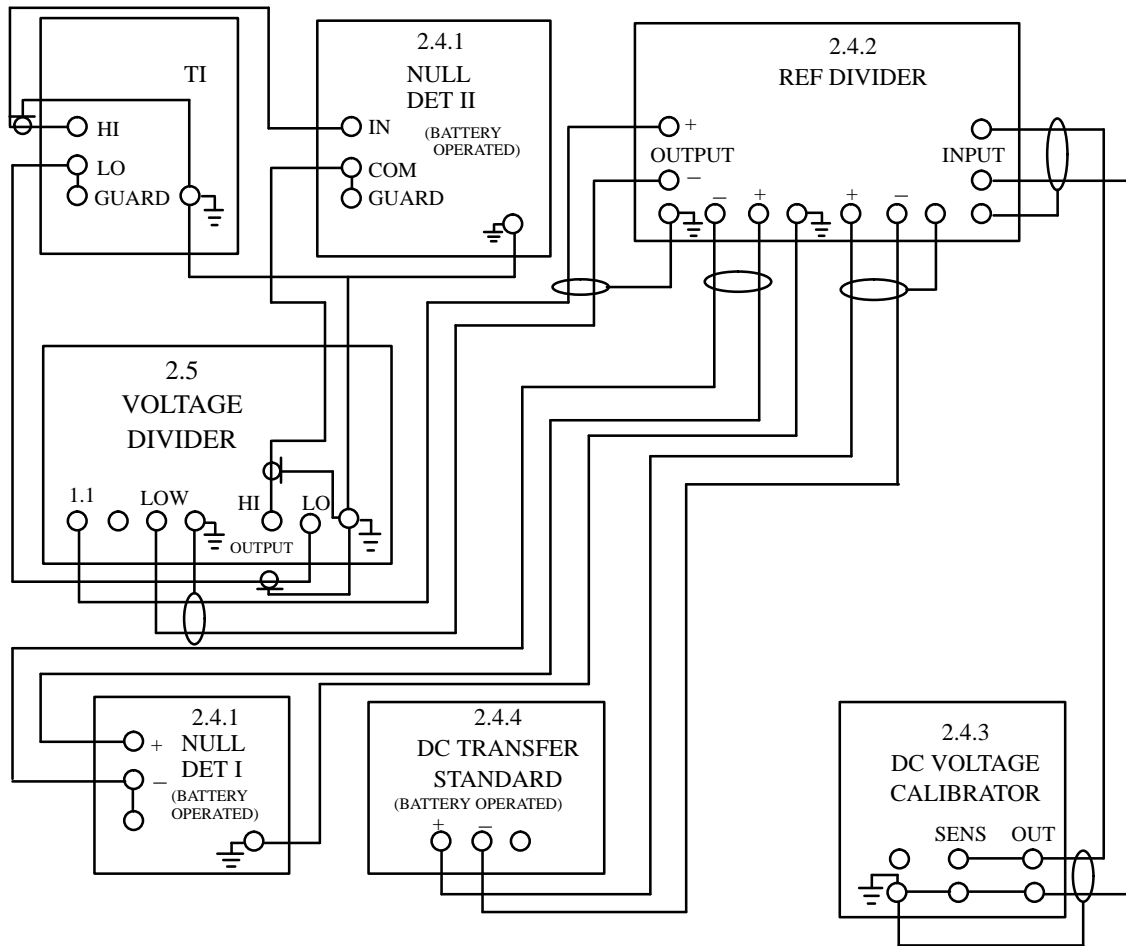 TI
HI
LO
GUARD
2.4.1
NULL
DET II
(BATTERY
OPERATED)
IN
COM
GUARD
2.4.2
REF DIVIDER
+
OUTPUT
−
INPUT
− + + −
2.5
VOLTAGE
DIVIDER
1.1 LOW HI LO
OUTPUT
2.4.1
NULL
DET I
(BATTERY
OPERATED)
+
−
2.4.4
DC TRANSFER
STANDARD
(BATTERY OPERATED)
+ −
2.4.3
DC VOLTAGE
CALIBRATOR
SENS OUT